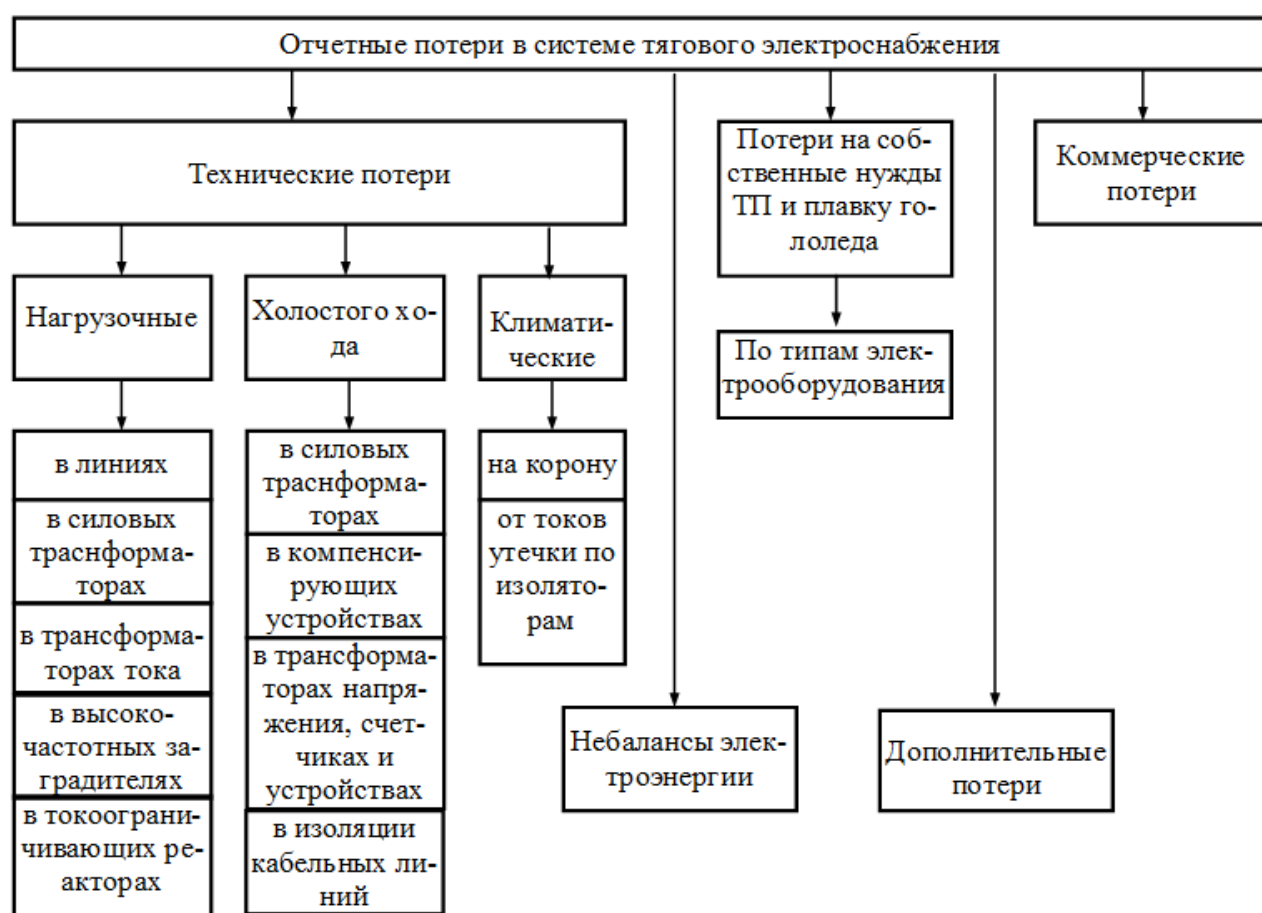 Отчетные потери в системе тягового электроснабжения
Технические потери
Потери на соб-
ственные нужды
ТП и плавку го-
лоледа
Коммерческие
потери
Нагрузочные
Холостого хо-
да
Климати-
ческие
По типам элек-
трооборудования
в линиях
в силовых
траснформа-
торах
в трансформа-
торах тока
в высоко-
частотных за-
градителях
в токоограни-
чивающих ре-
акторах
в силовых
траснформа-
торах
в компенси-
рующих
устройствах
в трансформа-
торах напря-
жения, счет-
чиках и
устройствах
в изоляции
кабельных ли-
ний
на корону
от токов
утечки по
изолято-
рам
Небалансы элек-
троэнергии
Дополнительные
потери